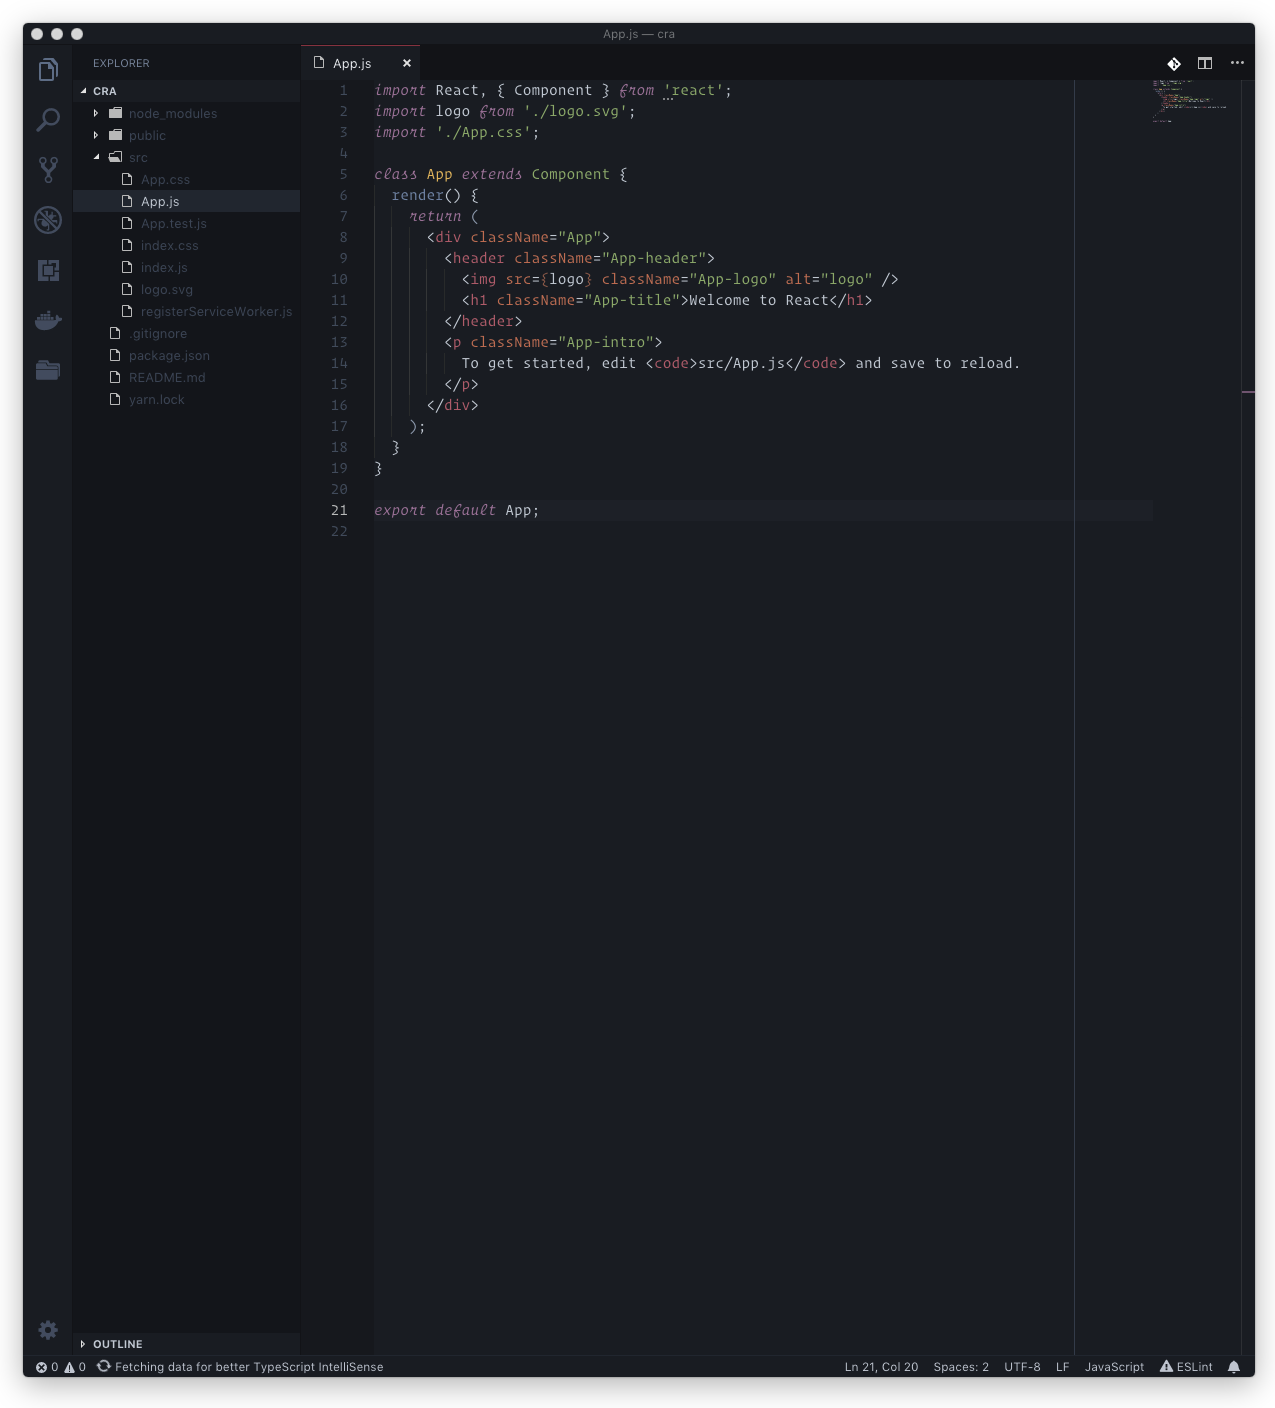 App.js — cra
EXPLORER
CRA
node_modules
public
src
App.css
App.js
App.test.js
index.css
index.js
logo.svg
registerServiceWorker.js
.gitignore
package.json
README.md
yarn.lock
OUTLINE
App.js ×
1 import React, { Component } from 'react';
2 import logo from './logo.svg';
3 import './App.css';
4
5 class App extends Component {
6   render() {
7     return (
8       <div className="App">
9         <header className="App-header">
10           <img src={logo} className="App-logo" alt="logo" />
11           <h1 className="App-title">Welcome to React</h1>
12         </header>
13         <p className="App-intro">
14           To get started, edit <code>src/App.js</code> and save to reload.
15         </p>
16       </div>
17     );
18   }
19 }
20
21 export default App;
22
0 0 Fetching data for better TypeScript IntelliSense Ln 21, Col 20 Spaces: 2 UTF-8 LF JavaScript ESLint